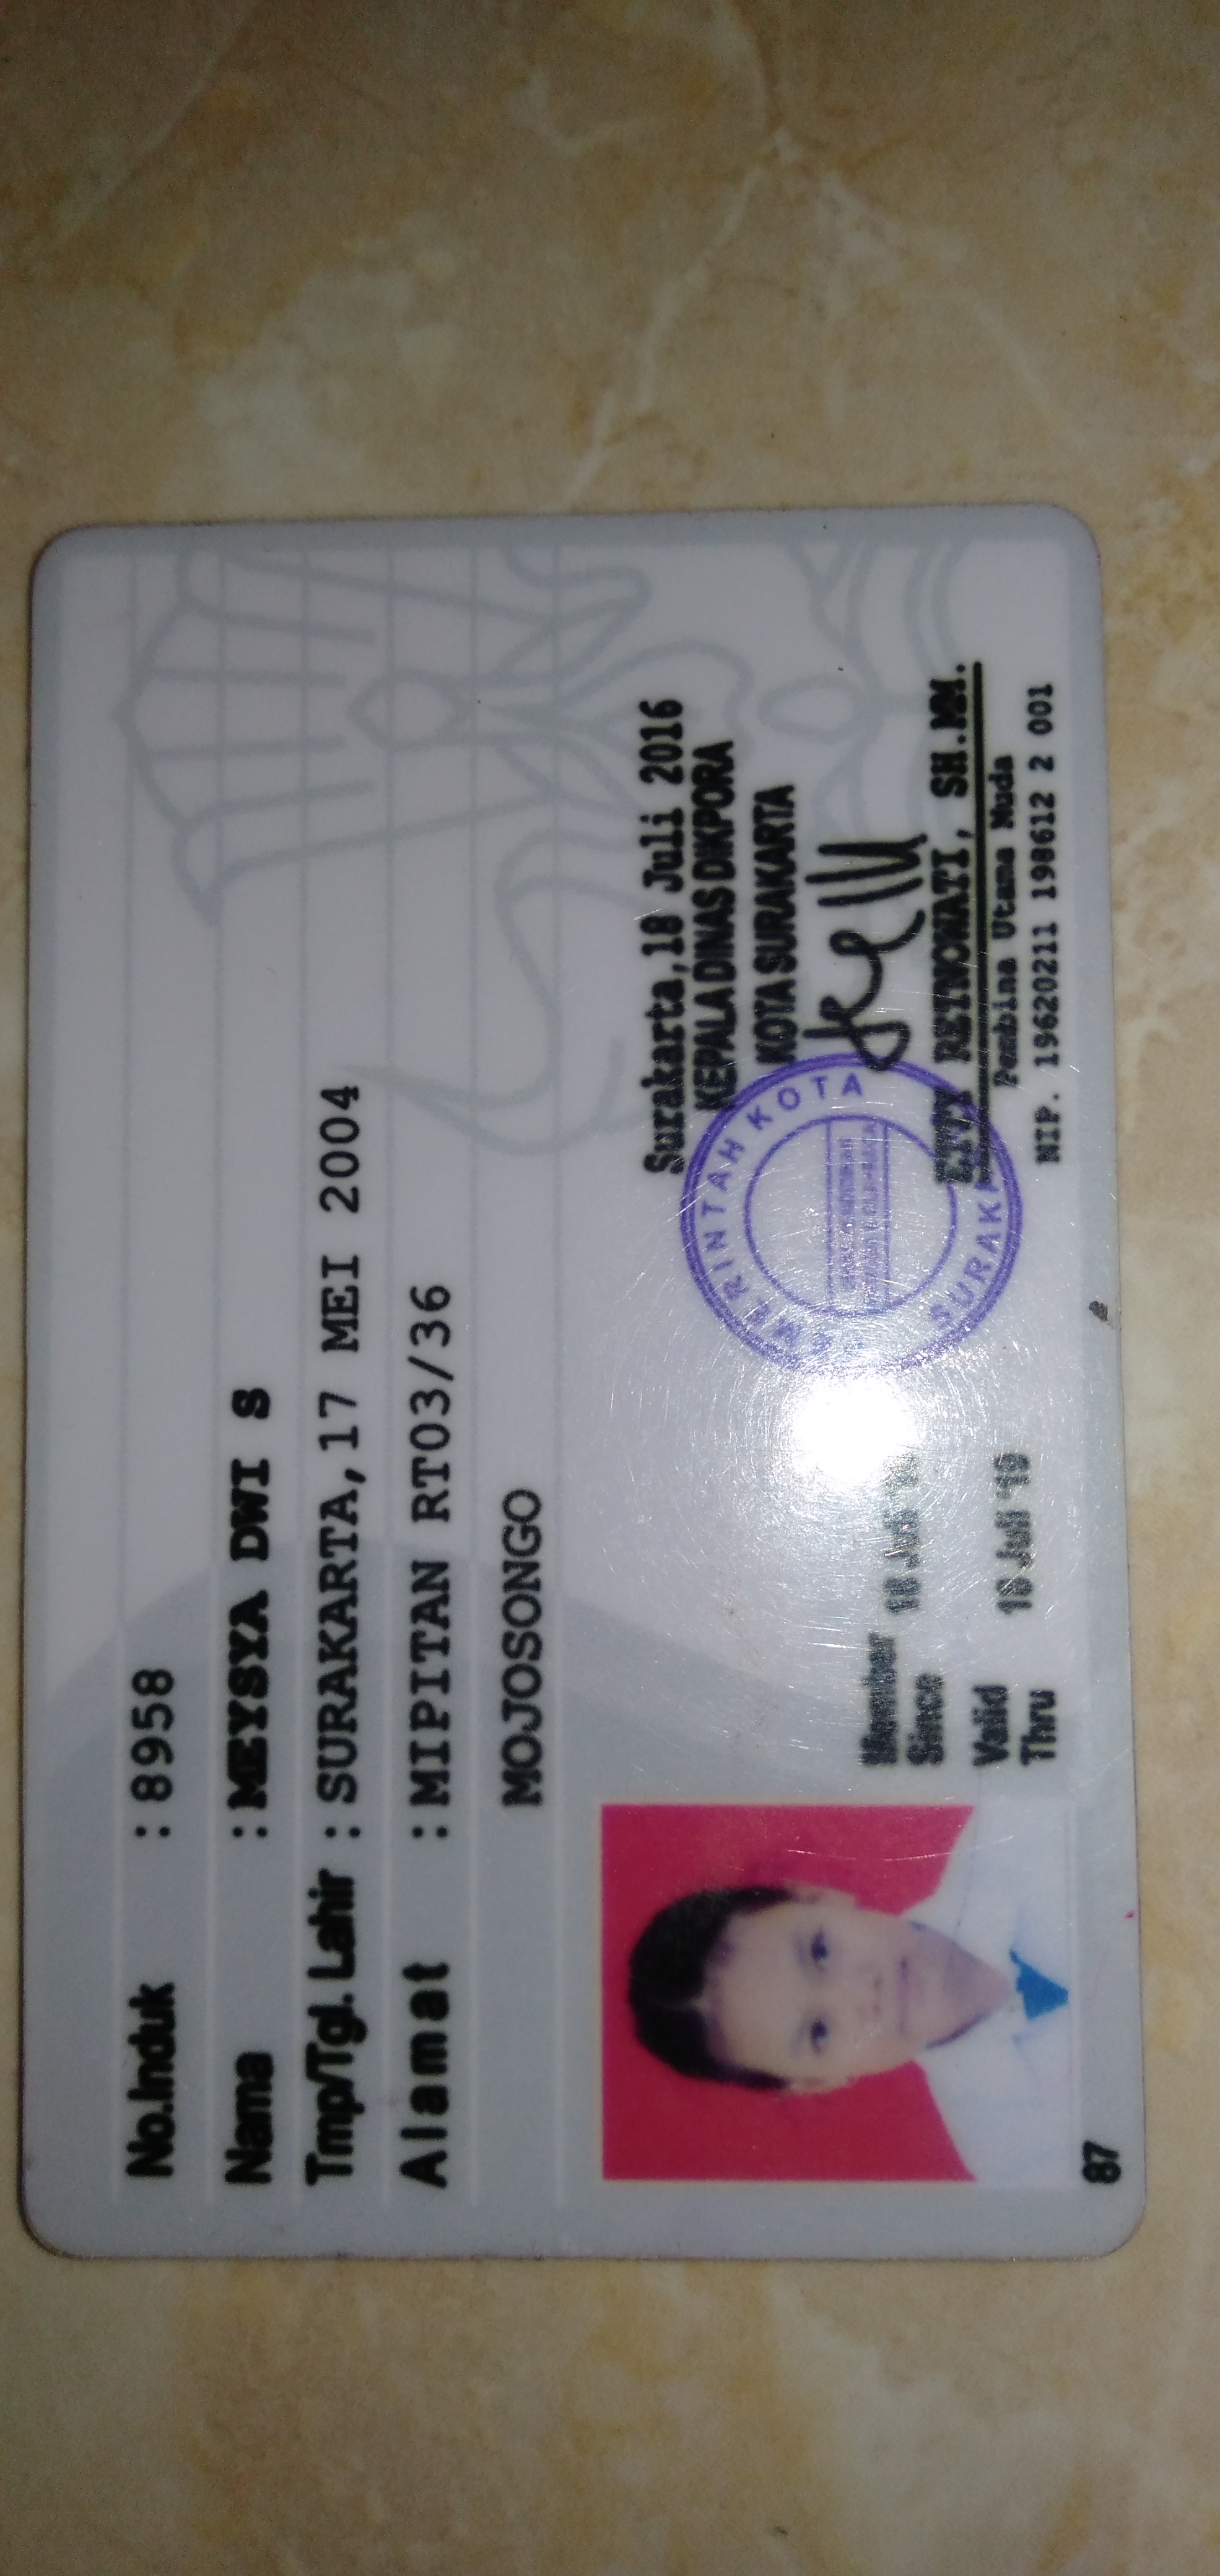 No.Induk : 8958
Nama : MEYSYA DWI S
Tmp/Tgl. Lahir : SURAKARTA,17 MEI 2004
Alamat : MIPITAN RT03/36
MOJOSONGO
Surakarta,18 Juli 2016
KEPALA DINAS DIKPORA
KOTA SURAKARTA
PEMERINTAH KOTA
SURAKARTA
ETTY RETNOWATI, SH.MM.
Pembina Utama Muda
NIP. 19620211 198612 2 001
Member Since 18 Juli
Valid Thru 18 Juli '19
87